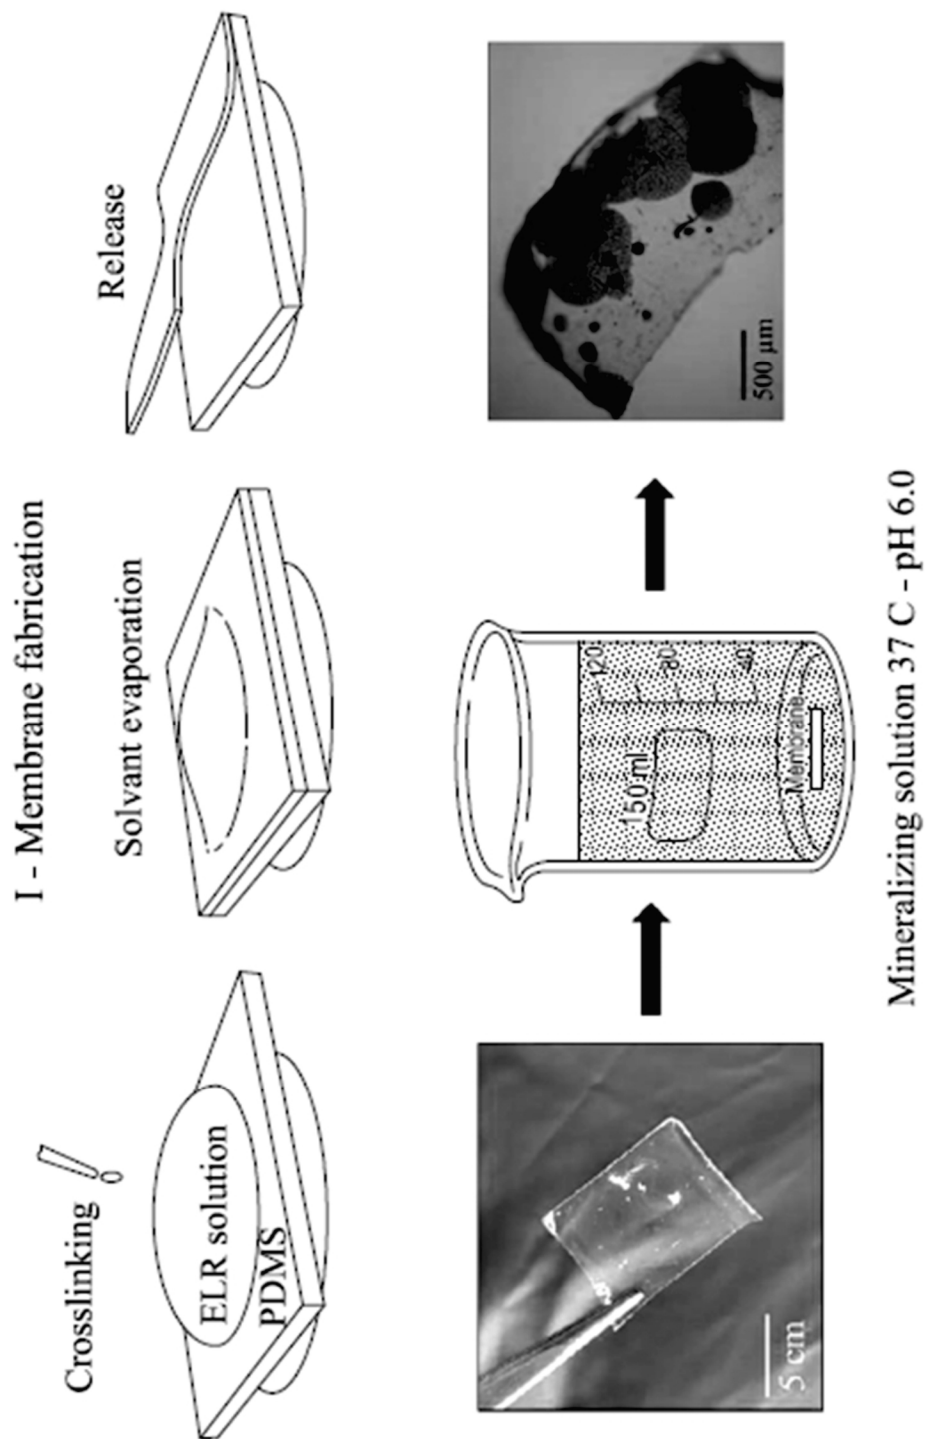 I - Membrane fabrication
Crosslinking
ELR solution
PDMS
Solvant evaporation
Release
5 cm
150 ml
120
80
40
Membrane
500 µm
Mineralizing solution 37 C - pH 6.0